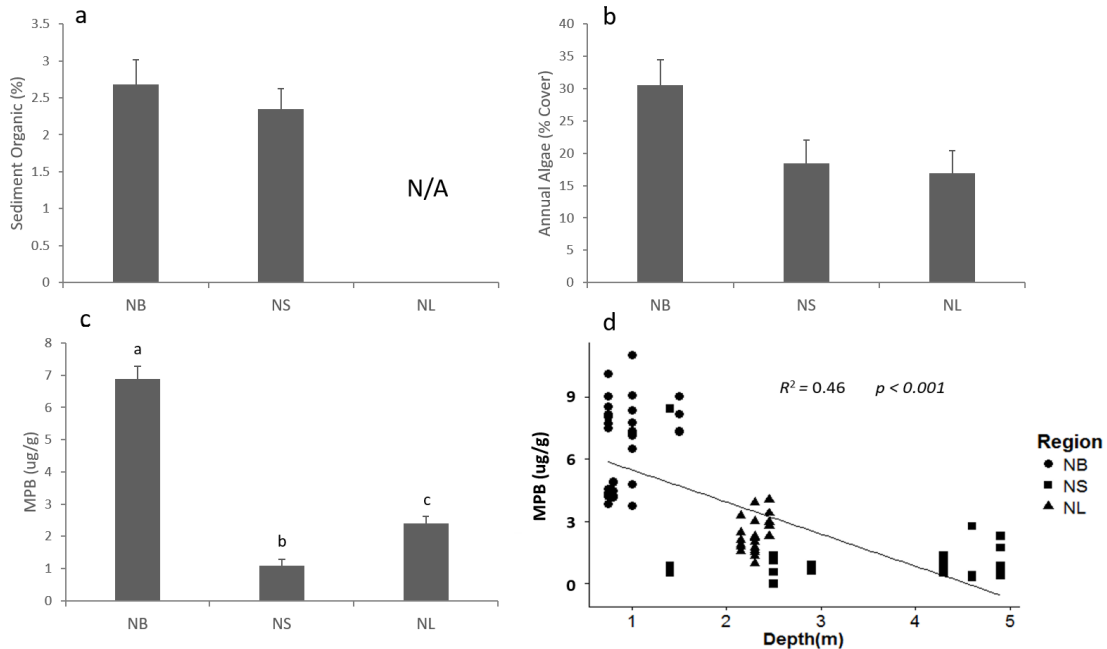 a
3.5
3
2.5
2
1.5
1
0.5
0
Sediment Organic (%)
N/A
NB NS NL
b
40
35
30
25
20
15
10
5
0
Annual Algae (% Cover)
NB NS NL
c
8
7
6
5
4
3
2
1
0
MPB (ug/g)
a
b
c
NB NS NL
d
9
6
3
0
MPB (ug/g)
R² = 0.46 p < 0.001
1 2 3 4 5
Depth(m)
Region
NB
NS
NL